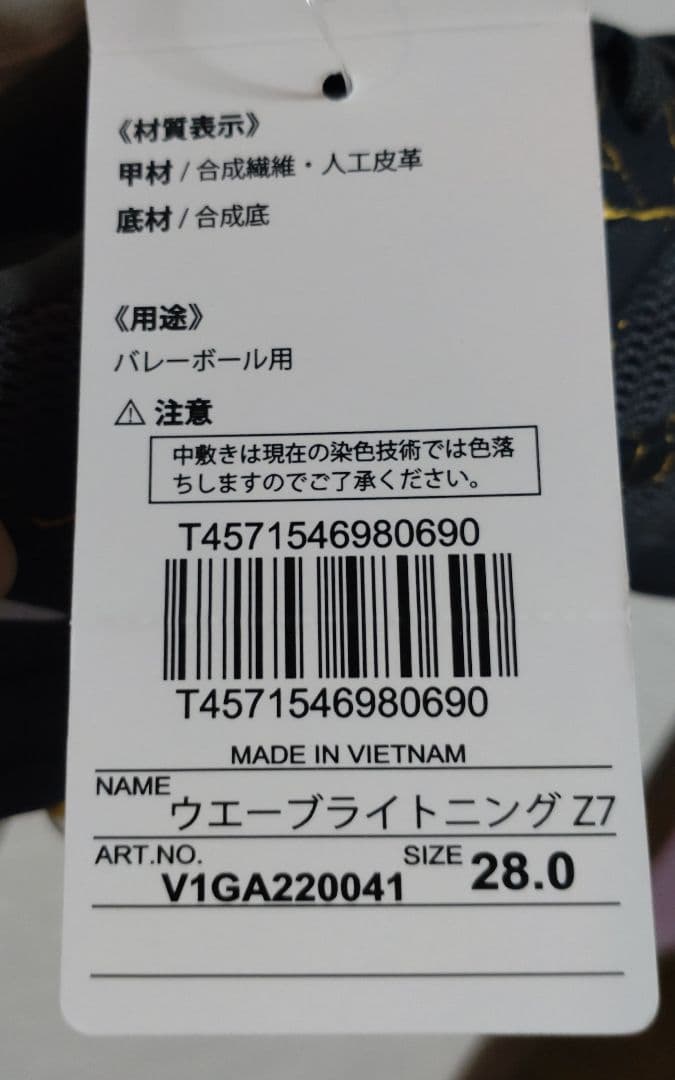 《材質表示》
甲材 / 合成繊維・人工皮革
底材 / 合成底
《用途》
バレーボール用
⚠ 注意
中敷きは現在の染色技術では色落
ちしますのでご了承ください。
T4571546980690
T4571546980690
MADE IN VIETNAM
NAME ウエーブライトニング Z7
ART.NO. V1GA220041 SIZE 28.0